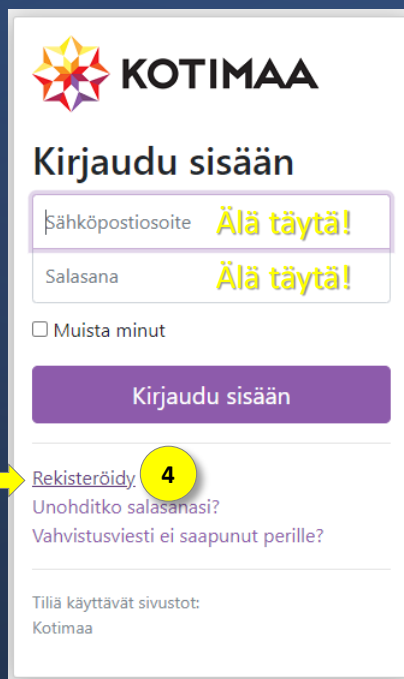 KOTIMAA
Kirjaudu sisään
Sähköpostiosoite Älä täytä!
Salasana Älä täytä!
Muista minut
Kirjaudu sisään
Rekisteröidy 4
Unohditko salasanasi?
Vahvistusviesti ei saapunut perille?
Tiliä käyttävät sivustot:
Kotimaa